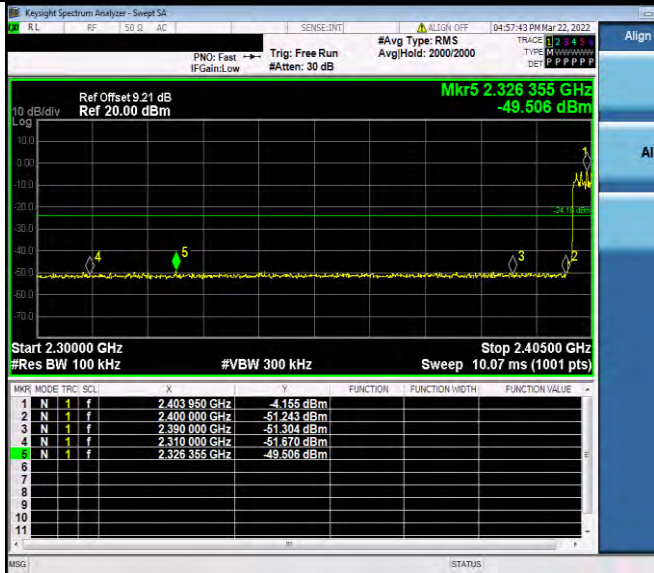 Keysight Spectrum Analyzer - Swept SA
RL RF 50 Ω AC SENSE:INT ALIGN OFF 04:57:43 PM Mar 22, 2022
#Avg Type: RMS TRACE 1 2 3 4 5 6
PNO: Fast Trig: Free Run Avg|Hold: 2000/2000 TYPE M
IFGain:Low #Atten: 30 dB DET P P P P P P
Align
Mkr5 2.326 355 GHz
Ref Offset 9.21 dB
10 dB/div Ref 20.00 dBm -49.506 dBm
Log
10.0
0.00
-10.0
-20.0
-24.16 dBm
-30.0
-40.0
-50.0
-60.0
-70.0
1
4 5 3 2
Start 2.30000 GHz Stop 2.40500 GHz
#Res BW 100 kHz #VBW 300 kHz Sweep 10.07 ms (1001 pts)
MKR MODE TRC SCL X Y FUNCTION FUNCTION WIDTH FUNCTION VALUE
1 N 1 f 2.403 950 GHz -4.155 dBm
2 N 1 f 2.400 000 GHz -51.243 dBm
3 N 1 f 2.390 000 GHz -51.304 dBm
4 N 1 f 2.310 000 GHz -51.670 dBm
5 N 1 f 2.326 355 GHz -49.506 dBm
6
7
8
9
10
11
MSG STATUS